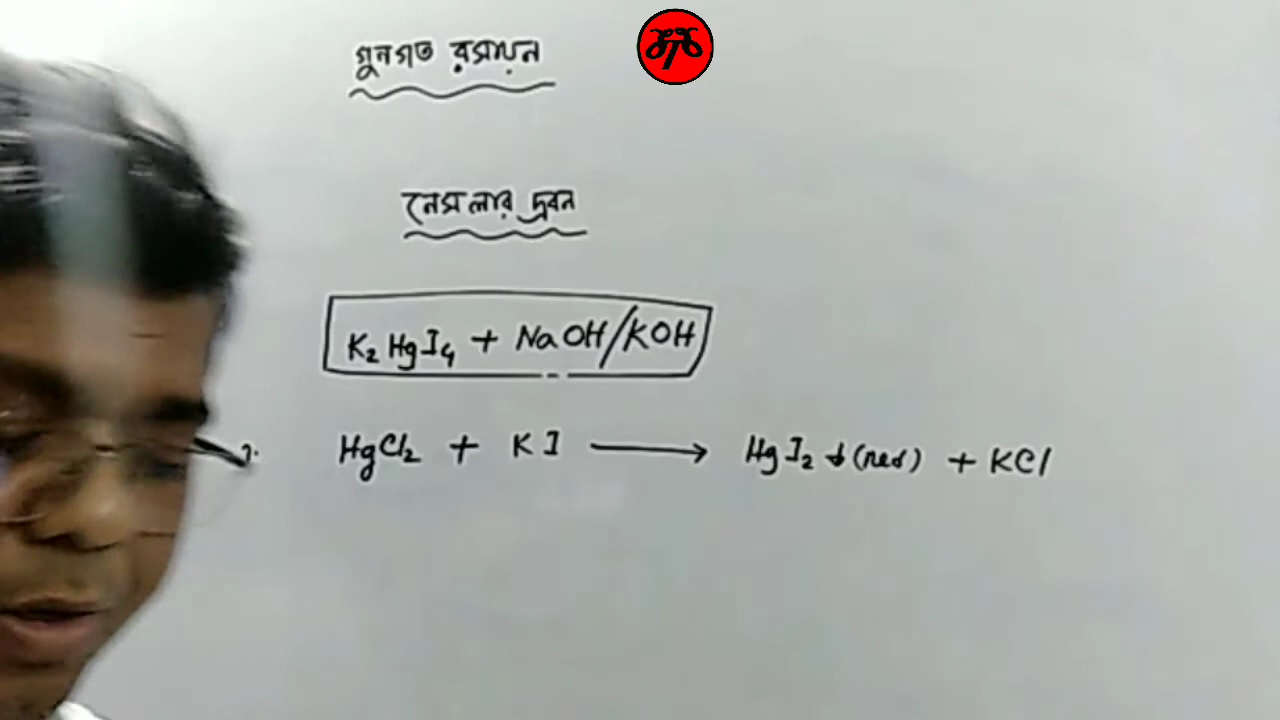 গুনগত রসায়ন
নেসলার দ্রবন
K₂HgI₄ + NaOH/KOH
HgCl₂ + KI ⟶ HgI₂↓(red) + KCl